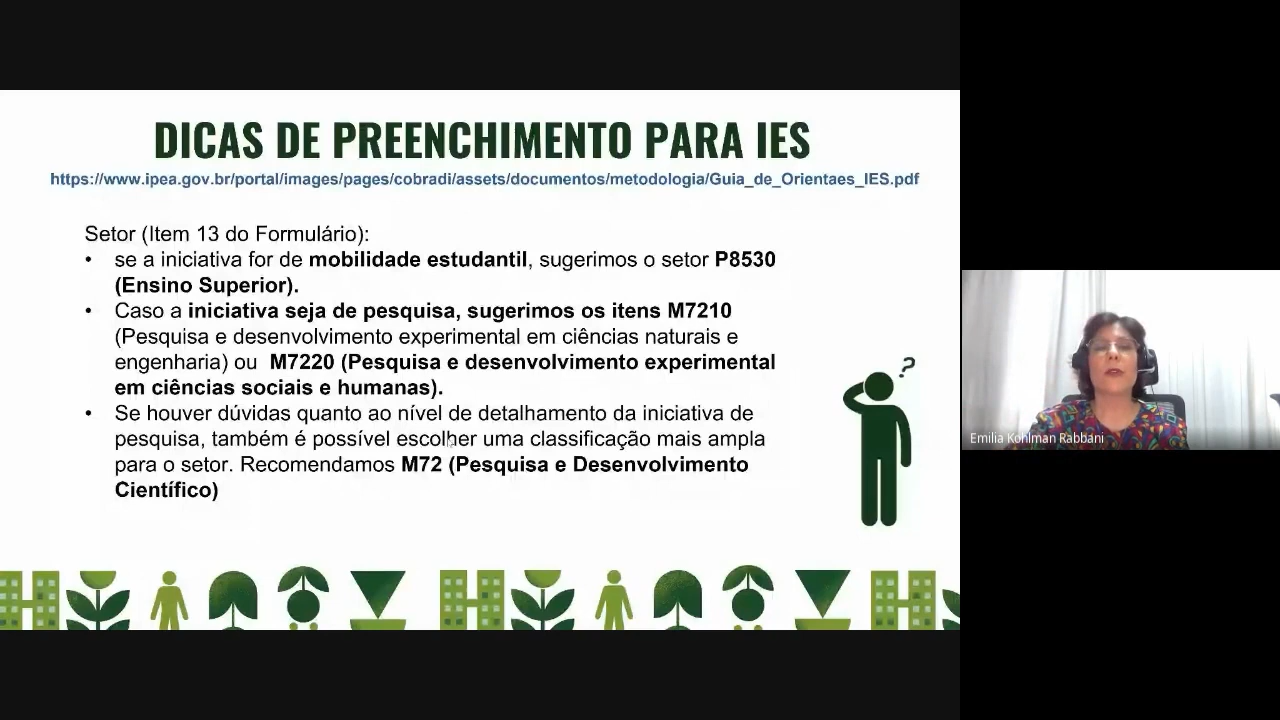 DICAS DE PREENCHIMENTO PARA IES
https://www.ipea.gov.br/portal/images/pages/cobradi/assets/documentos/metodologia/Guia_de_Orientaes_IES.pdf
Setor (Item 13 do Formulário):
• se a iniciativa for de mobilidade estudantil, sugerimos o setor P8530
(Ensino Superior).
• Caso a iniciativa seja de pesquisa, sugerimos os itens M7210
(Pesquisa e desenvolvimento experimental em ciências naturais e
engenharia) ou M7220 (Pesquisa e desenvolvimento experimental
em ciências sociais e humanas).
• Se houver dúvidas quanto ao nível de detalhamento da iniciativa de
pesquisa, também é possível escolher uma classificação mais ampla
para o setor. Recomendamos M72 (Pesquisa e Desenvolvimento
Científico)
?
Emilia Kohlman Rabbani